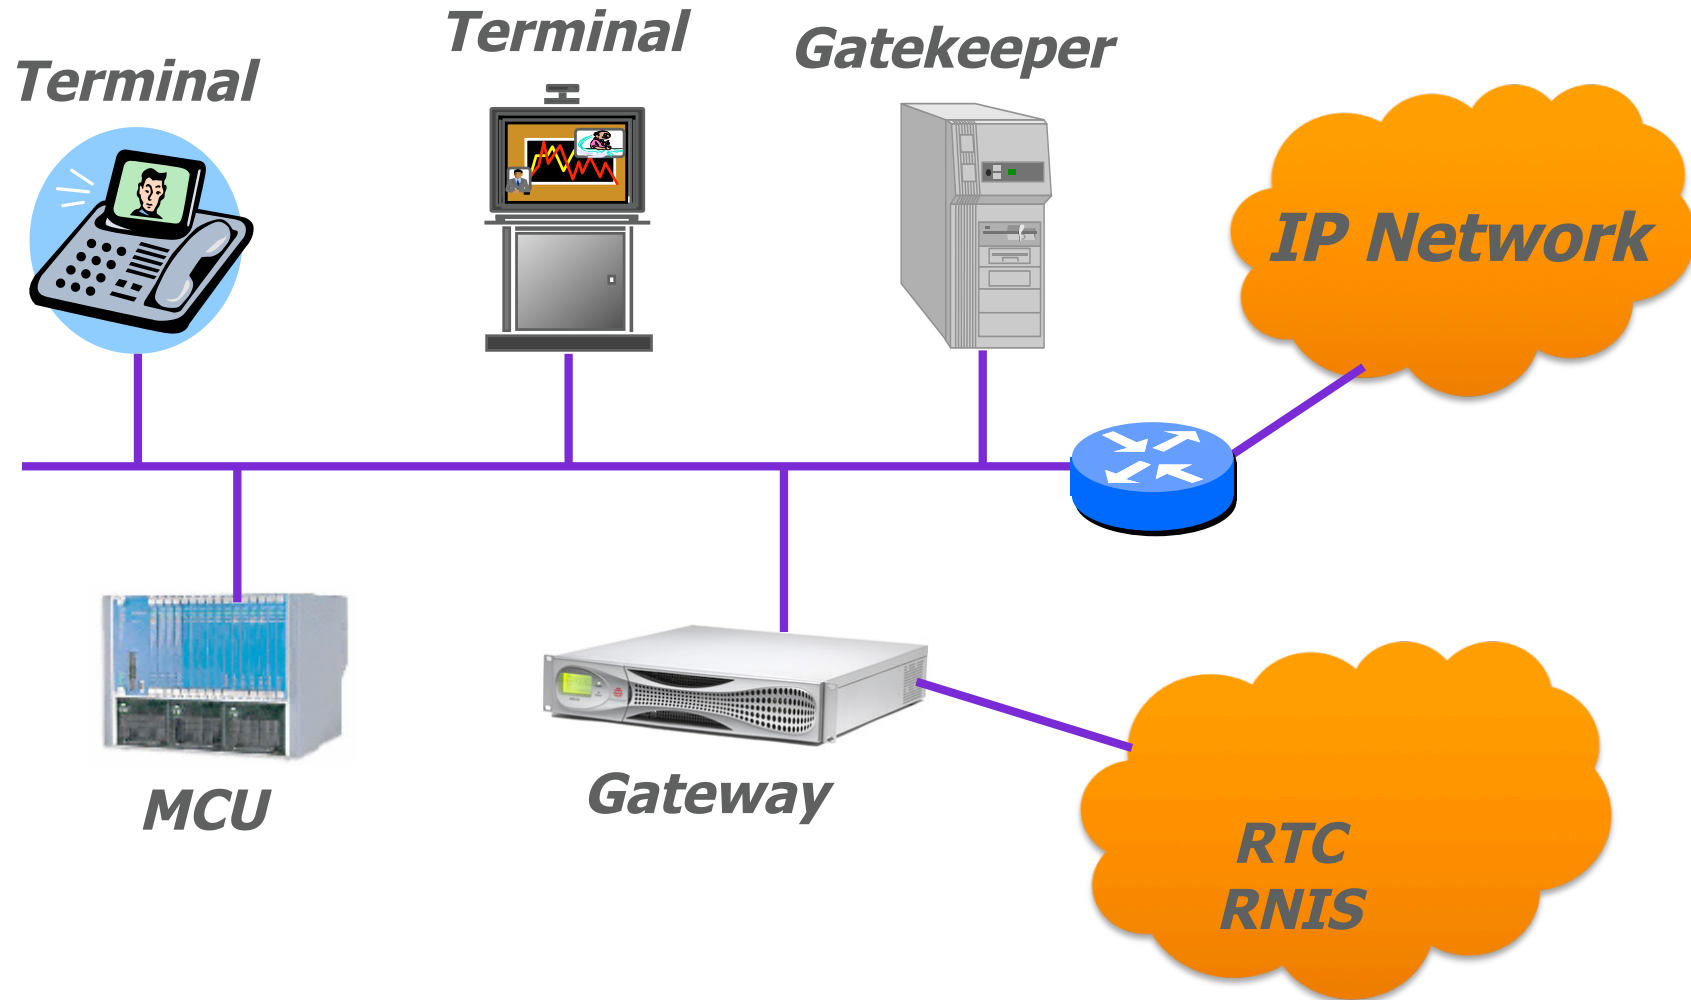 Terminal
Terminal
Gatekeeper
IP Network
MCU
Gateway
RTC
RNIS